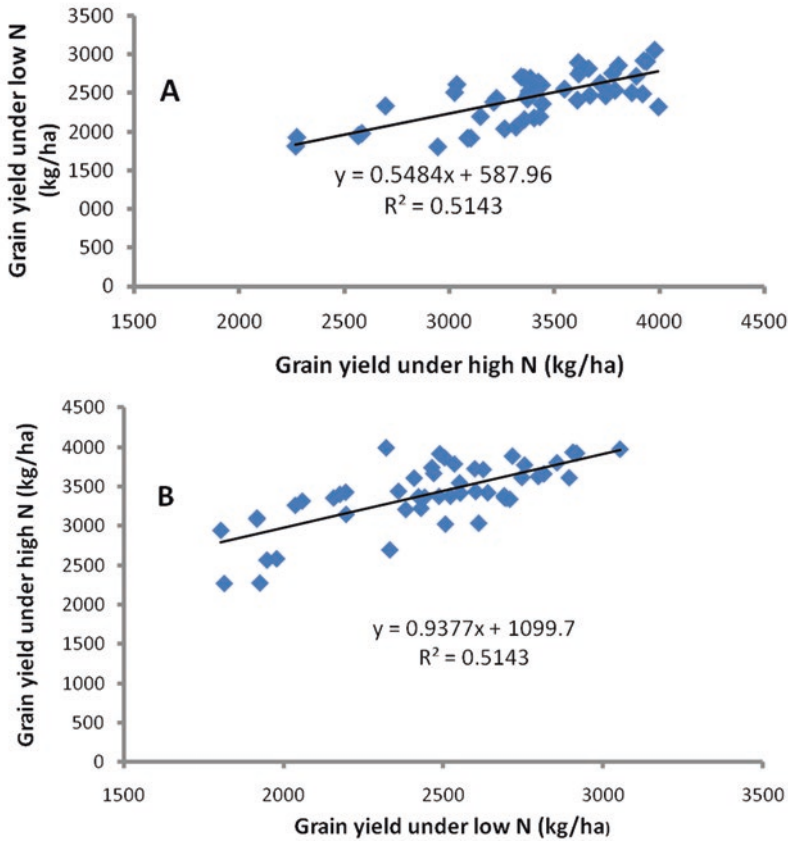 3500
3000
2500
2000
1500
000
500
0
Grain yield under low N
(kg/ha)
A
y = 0.5484x + 587.96
R² = 0.5143
1500 2000 2500 3000 3500 4000 4500
Grain yield under high N (kg/ha)
4500
4000
3500
3000
2500
2000
1500
1000
500
0
Grain yield under high N (kg/ha)
B
y = 0.9377x + 1099.7
R² = 0.5143
1500 2000 2500 3000 3500
Grain yield under low N (kg/ha)